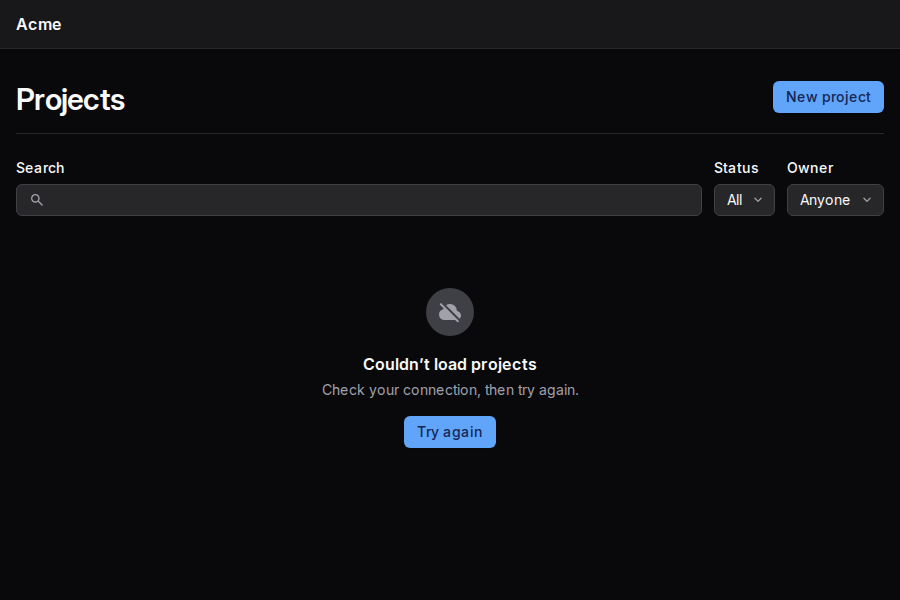 Acme
Projects
New project
Search
Status
Owner
All
Anyone
Couldn’t load projects
Check your connection, then try again.
Try again